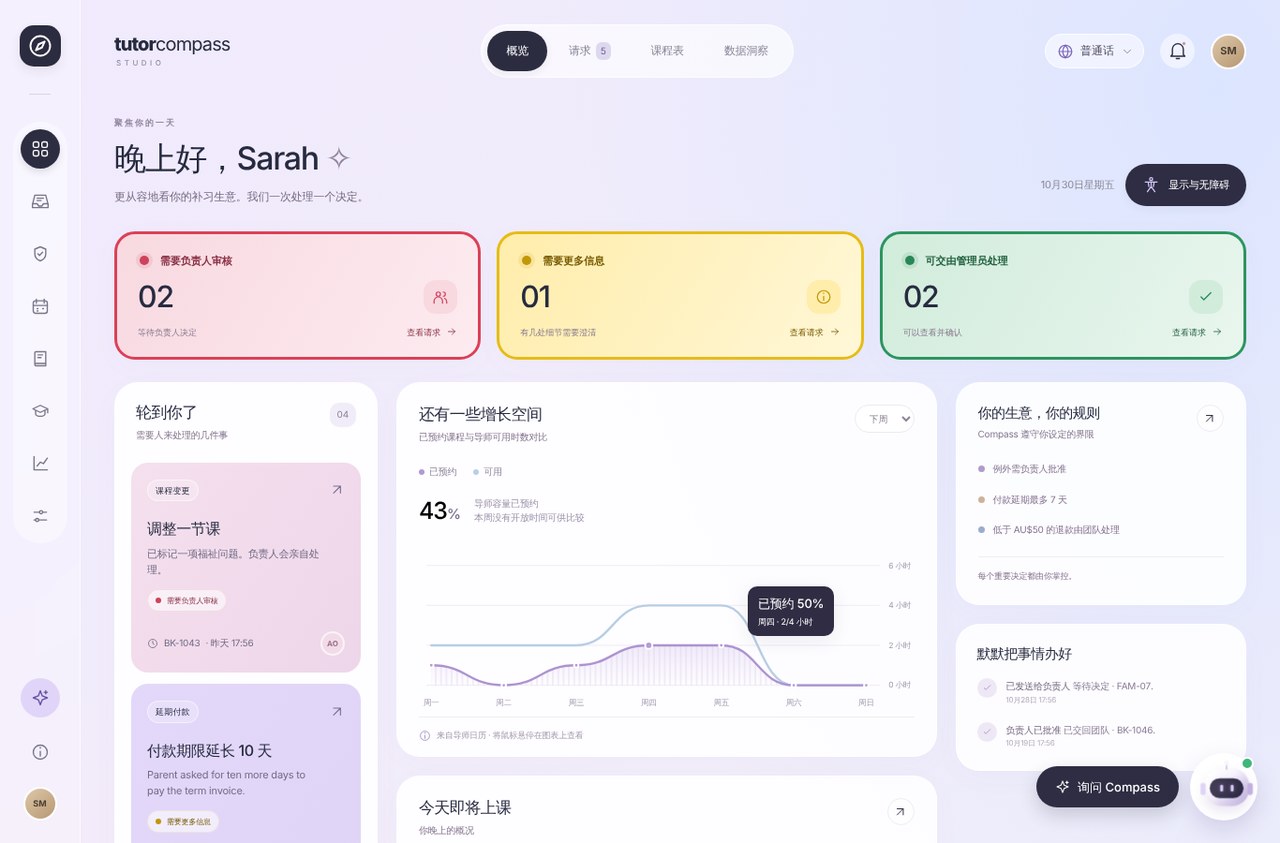 tutorcompass
STUDIO
概览
请求 5
课程表
数据洞察
普通话
SM
聚焦你的一天
晚上好，Sarah
更从容地看你的补习生意。我们一次处理一个决定。
10月30日星期五
显示与无障碍
需要负责人审核
02
等待负责人决定
查看请求
需要更多信息
01
有几处细节需要澄清
查看请求
可交由管理员处理
02
可以查看并确认
查看请求
轮到你了
04
需要人来处理的几件事
课程变更
调整一节课
已标记一项福祉问题。负责人会亲自处
理。
需要负责人审核
BK-1043 · 昨天 17:56
AO
延期付款
付款期限延长 10 天
Parent asked for ten more days to
pay the term invoice.
需要更多信息
还有一些增长空间
下周
已预约课程与导师可用时数对比
已预约
可用
43%
导师容量已预约
本周没有开放时间可供比较
6 小时
4 小时
2 小时
0 小时
已预约 50%
周四 · 2/4 小时
周一
周二
周三
周四
周五
周六
周日
来自导师日历 · 将鼠标悬停在图表上查看
今天即将上课
你晚上的概况
你的生意，你的规则
Compass 遵守你设定的界限
例外需负责人批准
付款延期最多 7 天
低于 AU$50 的退款由团队处理
每个重要决定都由你掌控。
默默把事情办好
已发送给负责人 等待决定 · FAM-07.
10月28日 17:56
负责人已批准 已交回团队 · BK-1046.
10月19日 17:56
询问 Compass
SM